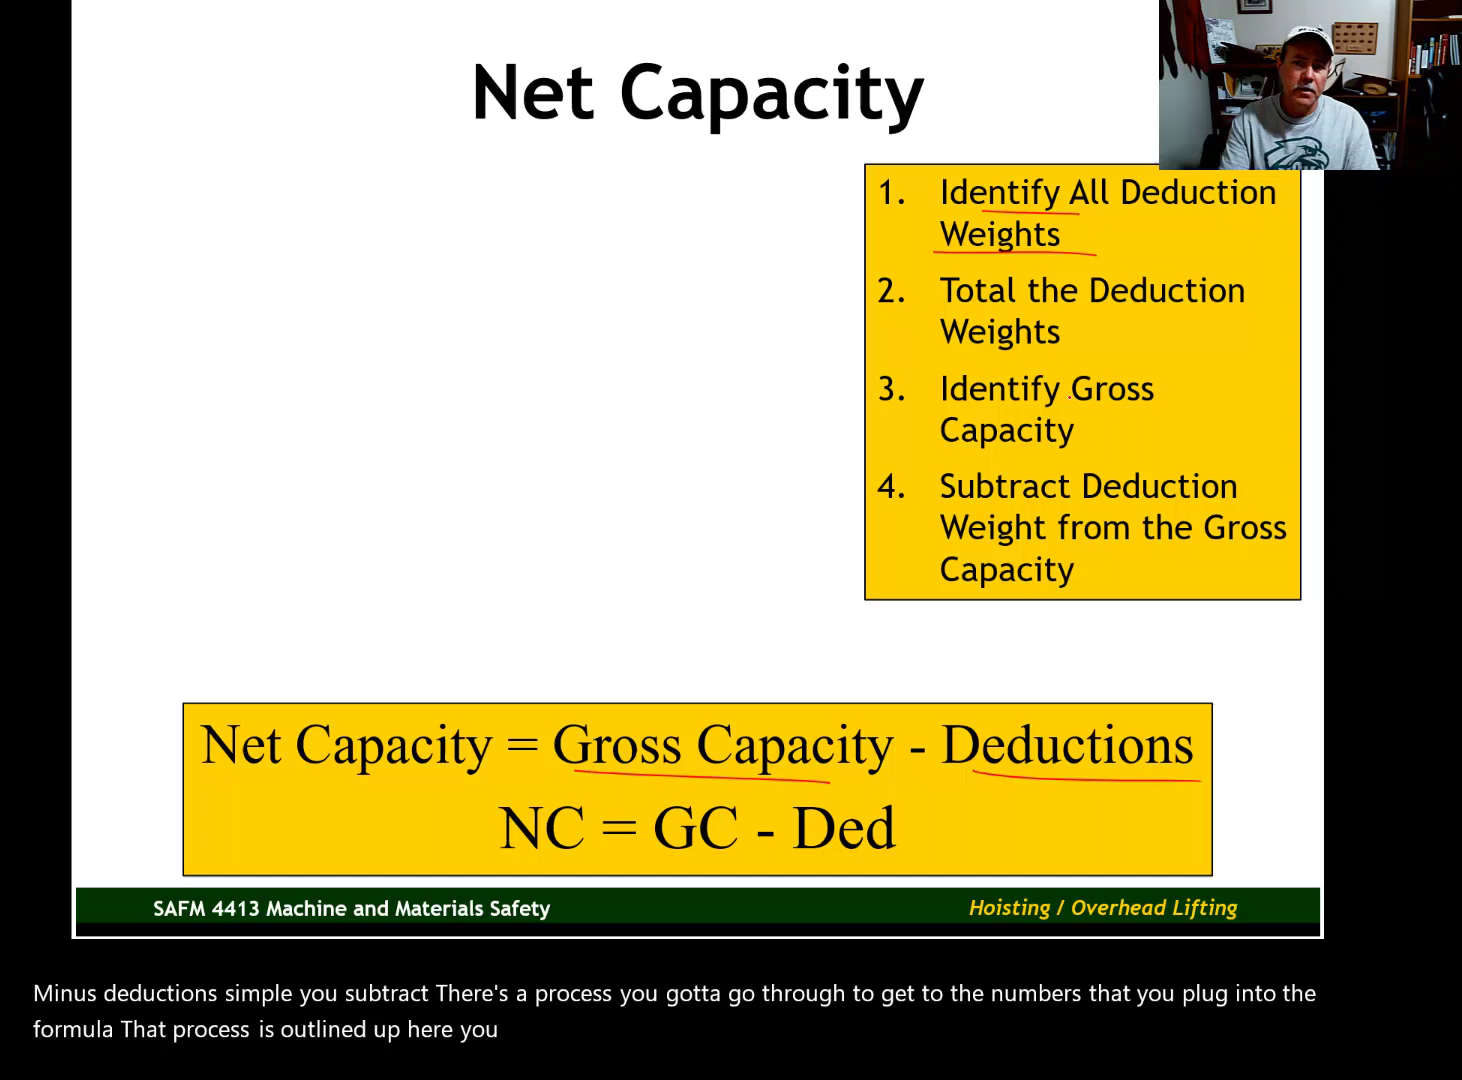 Net Capacity
1. Identify All Deduction
Weights
2. Total the Deduction
Weights
3. Identify Gross
Capacity
4. Subtract Deduction
Weight from the Gross
Capacity
Net Capacity = Gross Capacity - Deductions
NC = GC - Ded
SAFM 4413 Machine and Materials Safety
Hoisting / Overhead Lifting
Minus deductions simple you subtract There's a process you gotta go through to get to the numbers that you plug into the
formula That process is outlined up here you